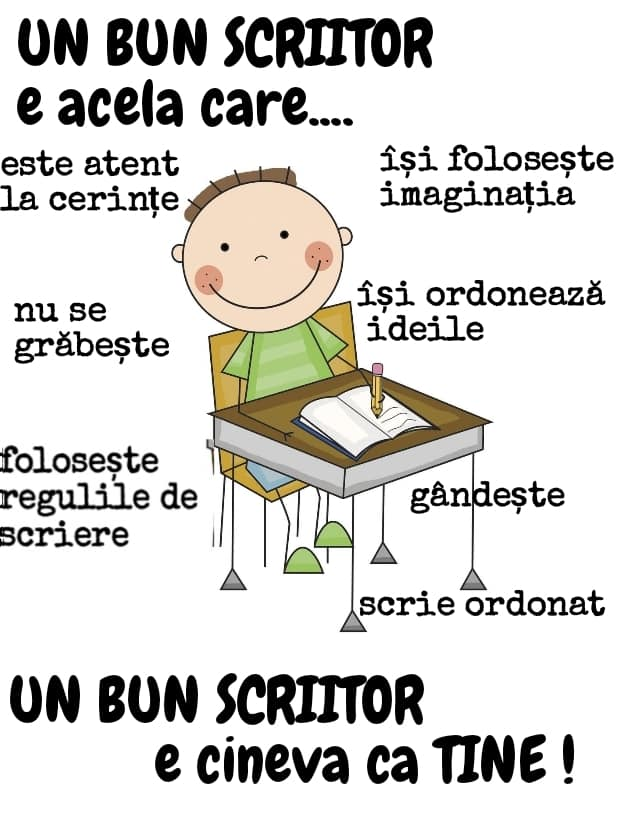 UN BUN SCRIITOR
e acela care....
este atent
la cerințe
își folosește
imaginația
nu se
grăbește
își ordonează
ideile
folosește
regulile de
scriere
gândește
scrie ordonat
UN BUN SCRIITOR
e cineva ca TINE !